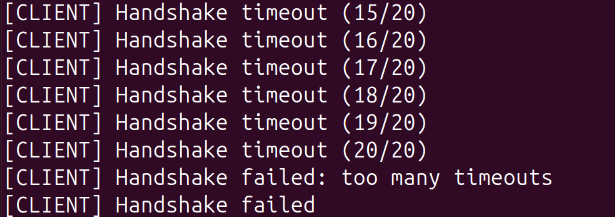 [CLIENT] Handshake timeout (15/20)
[CLIENT] Handshake timeout (16/20)
[CLIENT] Handshake timeout (17/20)
[CLIENT] Handshake timeout (18/20)
[CLIENT] Handshake timeout (19/20)
[CLIENT] Handshake timeout (20/20)
[CLIENT] Handshake failed: too many timeouts
[CLIENT] Handshake failed